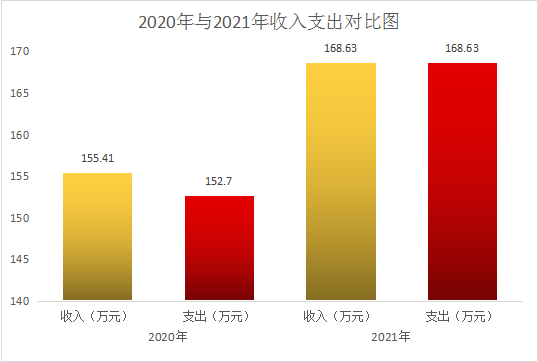 2020年与2021年收入支出对比图
170
165
160
155
150
145
140
155.41
152.7
168.63
168.63
收入（万元）
支出（万元）
收入（万元）
支出（万元）
2020年
2021年